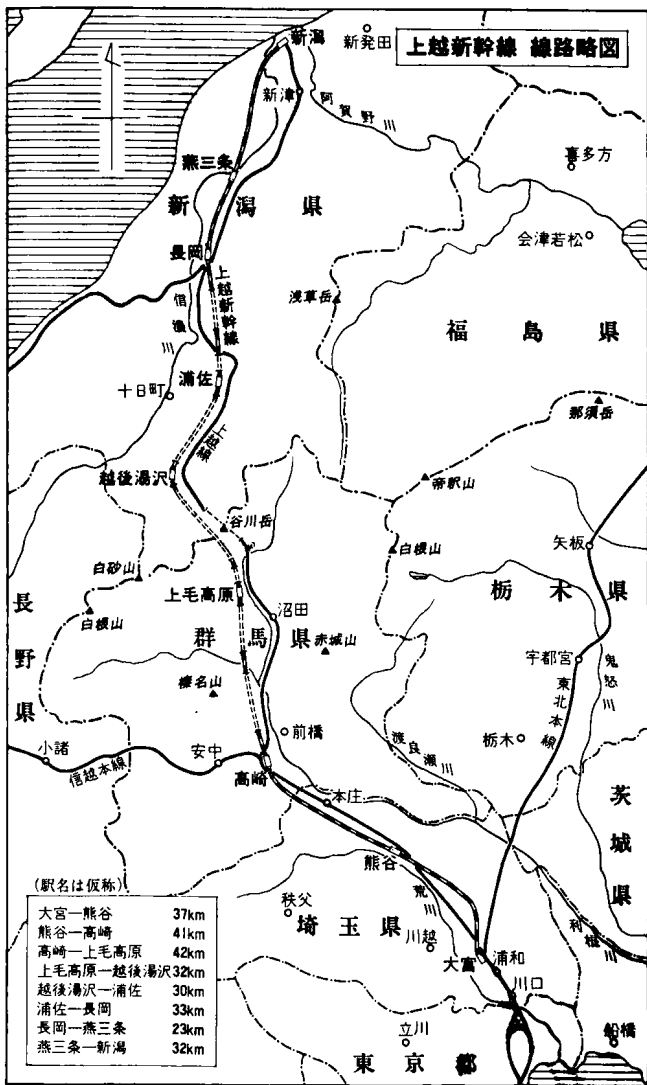 上越新幹線 線路略図
新潟
新発田
新津
阿賀野川
喜多方
燕三条
新潟県
会津若松
長岡
上越新幹線
信濃川
浅草岳
福島県
浦佐
十日町
上越線
那須岳
越後湯沢
帝釈山
谷川岳
白根山
矢板
白砂山
上毛高原
栃木県
長野県
白根山
沼田
群馬県
赤城山
宇都宮
鬼怒川
榛名山
東北本線
前橋
渡良瀬川
栃木
小諸
信越本線
安中
高崎
本庄
茨城県
熊谷
荒川
秩父
埼玉県
川越
利根川
大宮
浦和
川口
立川
船橋
東京都
(駅名は仮称)
大宮—熊谷 37km
熊谷—高崎 41km
高崎—上毛高原 42km
上毛高原—越後湯沢 32km
越後湯沢—浦佐 30km
浦佐—長岡 33km
長岡—燕三条 23km
燕三条—新潟 32km